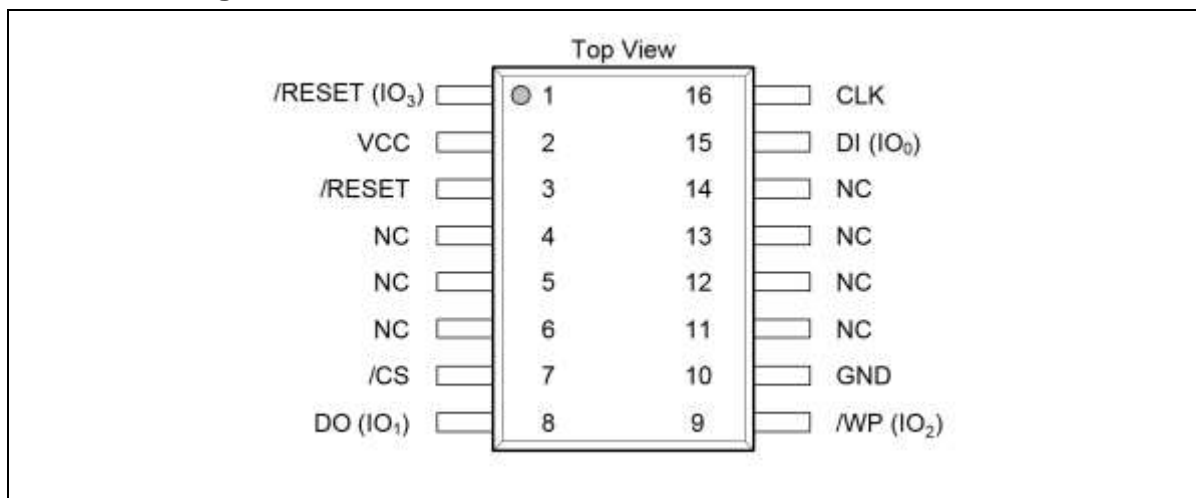 Top View
/RESET (IO₃) 1 16 CLK
VCC 2 15 DI (IO₀)
/RESET 3 14 NC
NC 4 13 NC
NC 5 12 NC
NC 6 11 NC
/CS 7 10 GND
DO (IO₁) 8 9 /WP (IO₂)